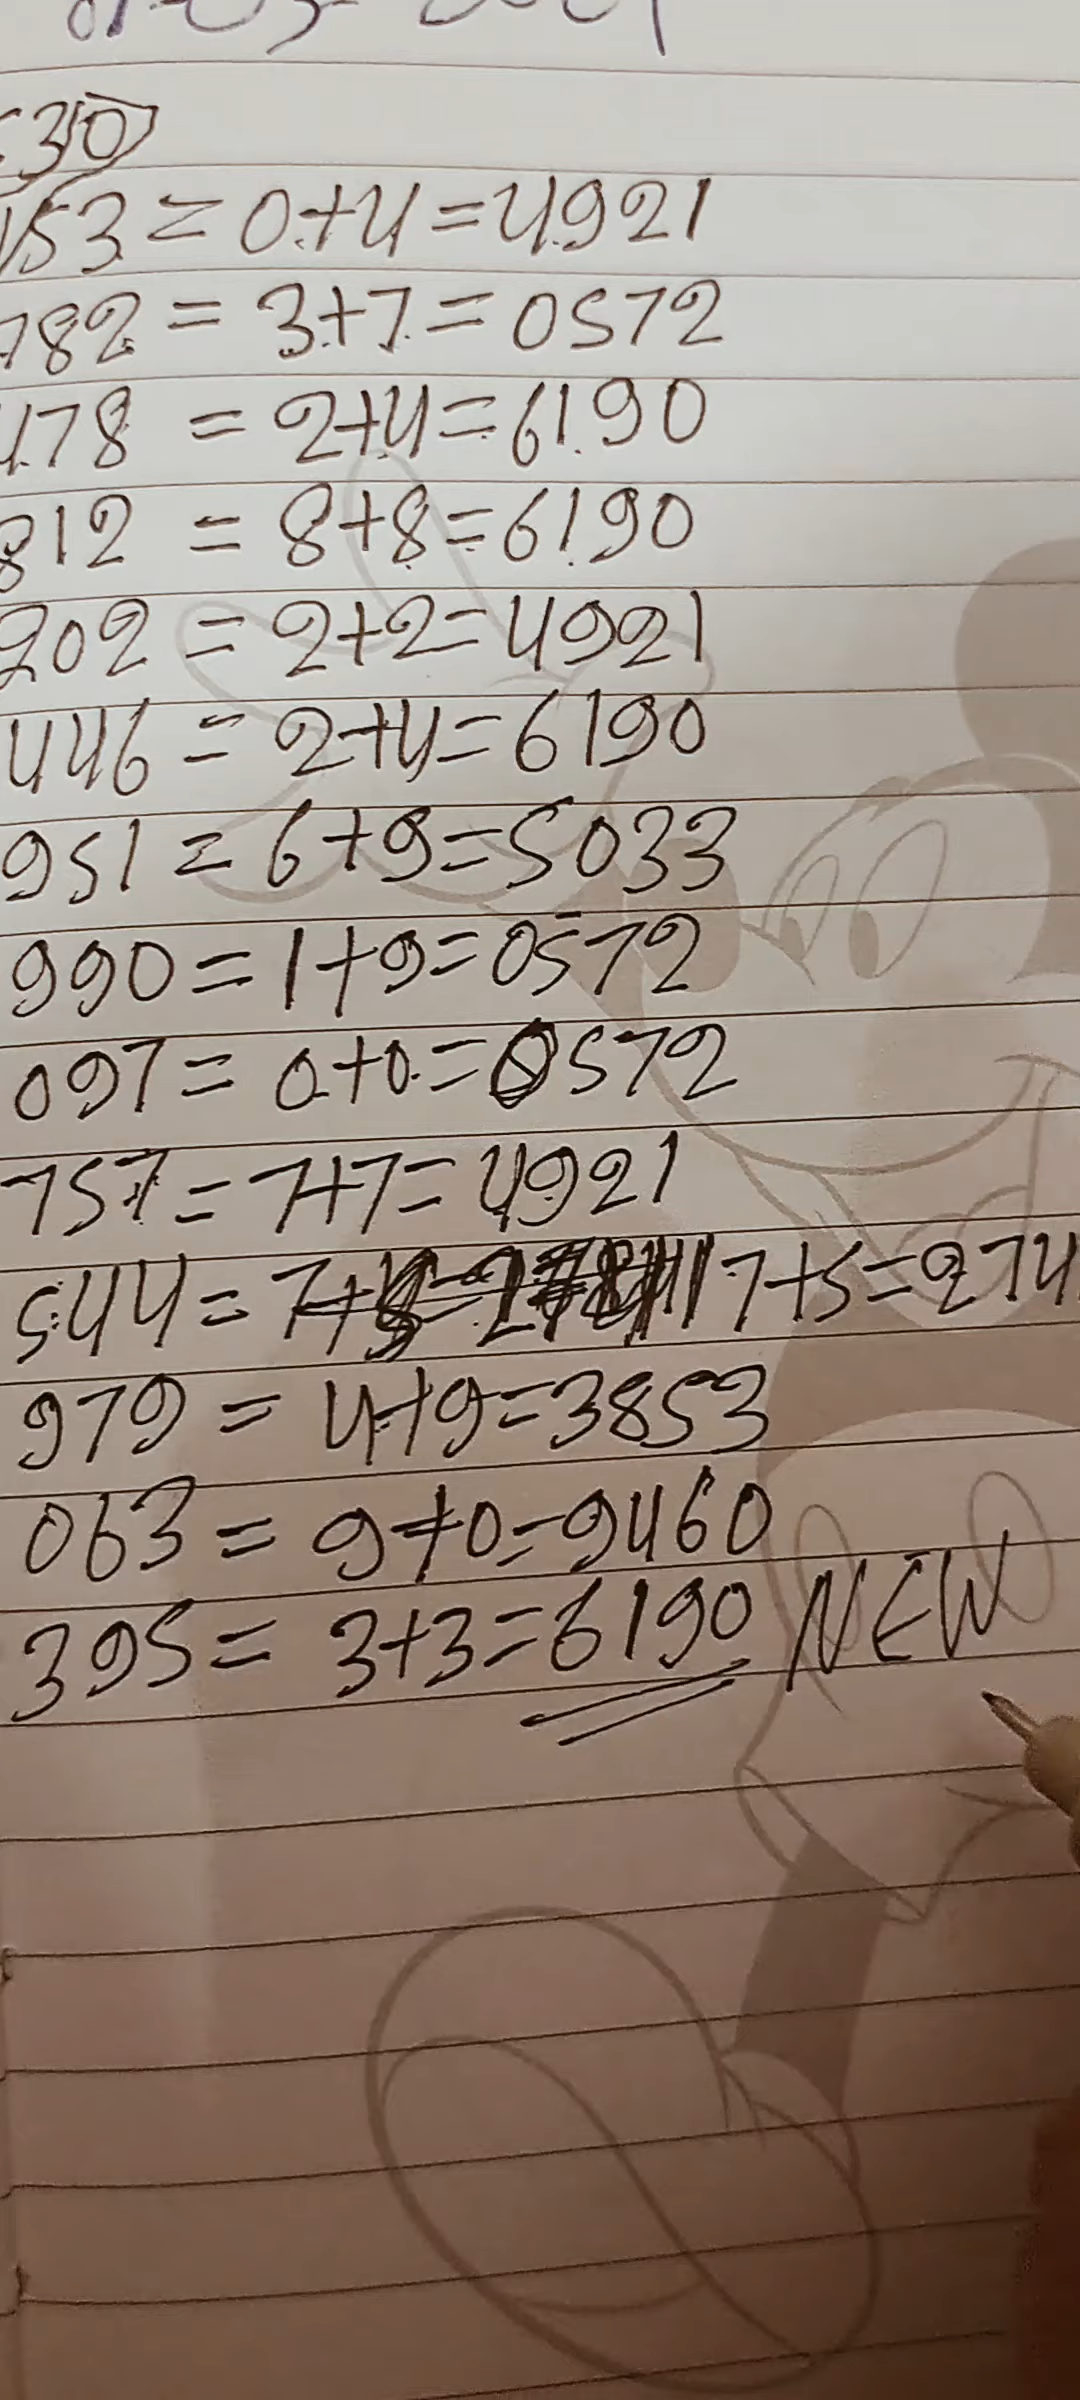 30
153 = 0+4=4921
782 = 3+7=0572
478 = 2+4=6190
812 = 8+8=6190
202 = 2+2=4921
446 = 2+4=6190
951 = 6+9=5033
990 = 1+9=0572
097 = 0+0=0572
757 = 7+7=4921
544 = 7+5=274
979 = 4+9=3853
063 = 9+0=9460
395 = 3+3=6190 NEW